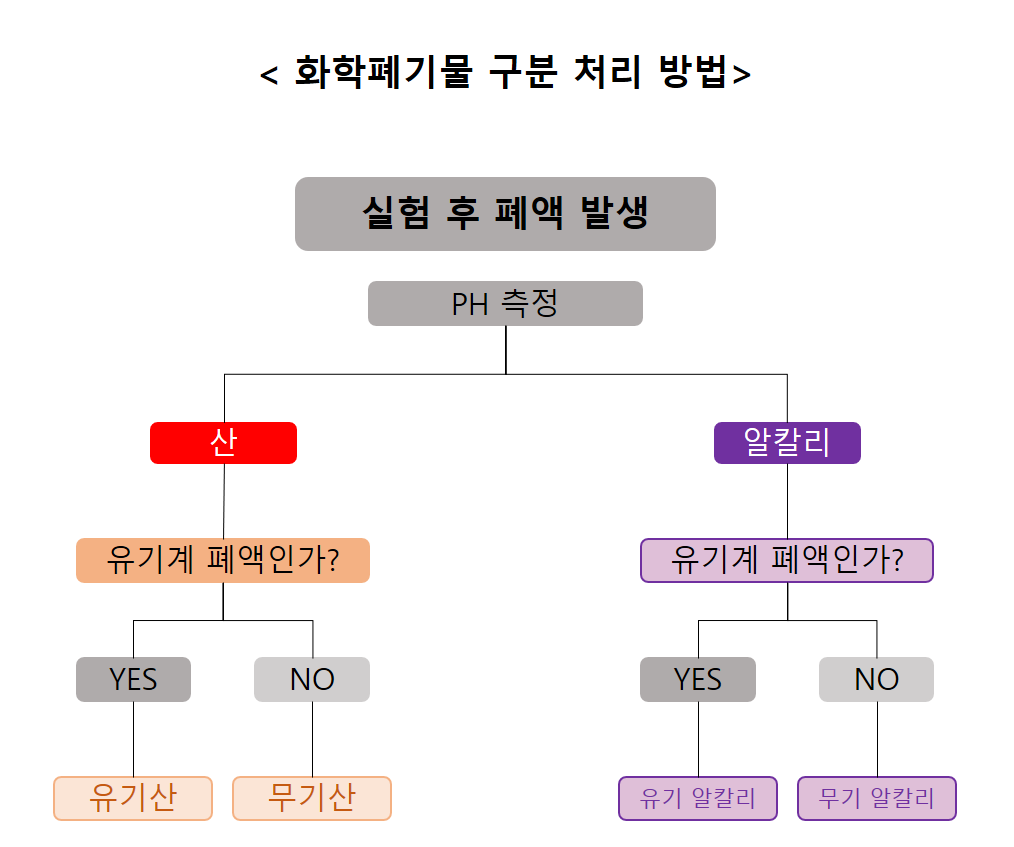 < 화학폐기물 구분 처리 방법>
실험 후 폐액 발생
PH 측정
산
알칼리
유기계 폐액인가?
유기계 폐액인가?
YES
NO
YES
NO
유기산
무기산
유기 알칼리
무기 알칼리